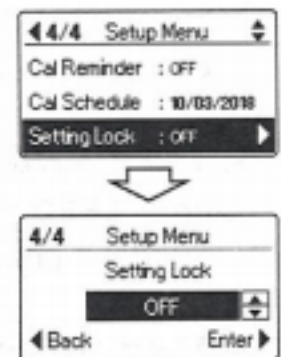 ◀4/4 Setup Menu
Cal Reminder : OFF
Cal Schedule : 10/03/2018
Setting Lock : OFF ▶
4/4 Setup Menu
Setting Lock
OFF
◀Back Enter▶